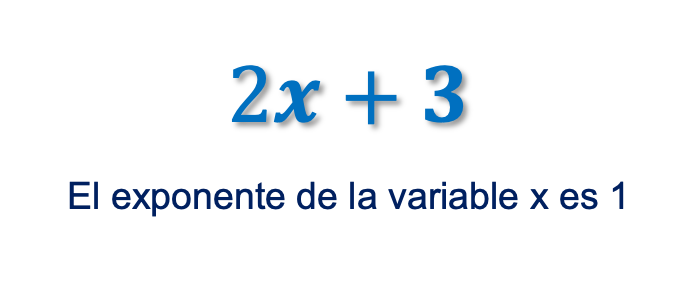 2x + 3
El exponente de la variable x es 1